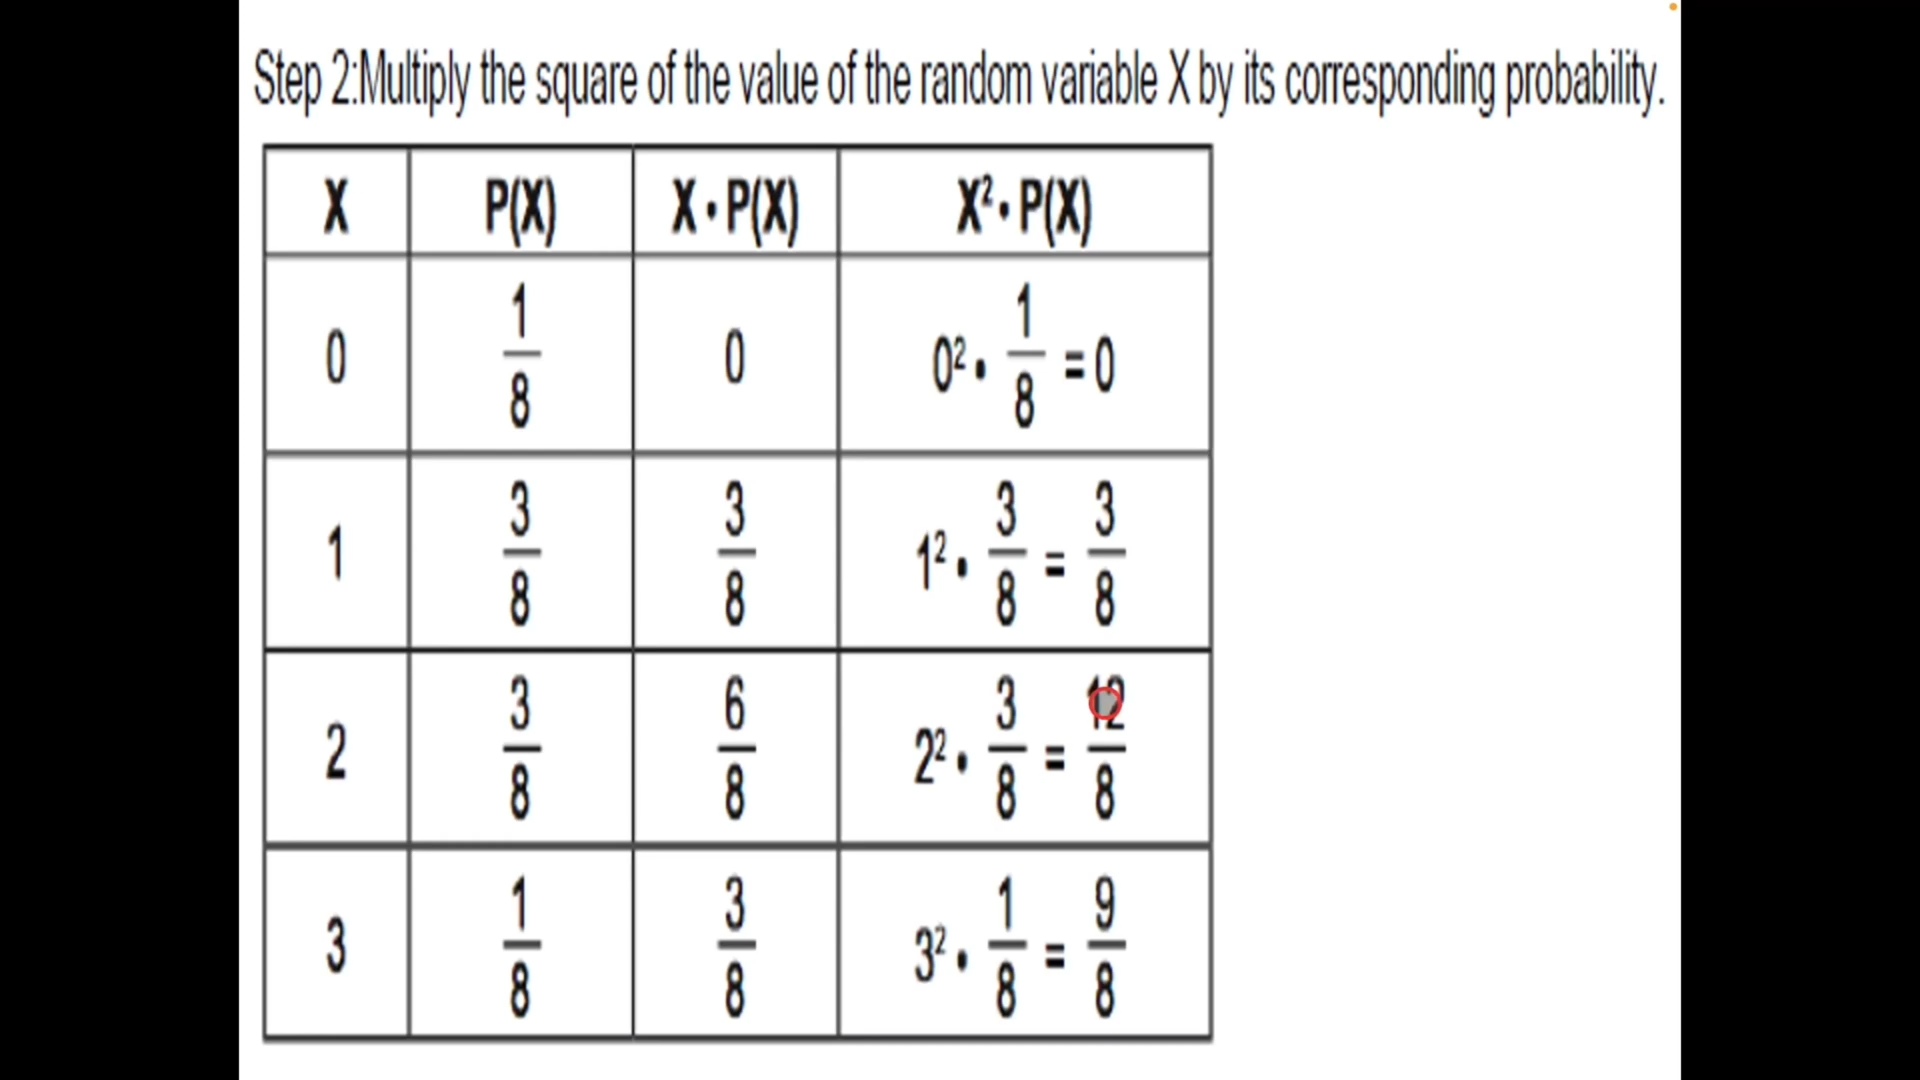 Step 2:Multiply the square of the value of the random variable X by its corresponding probability.
X P(X) X • P(X) X² • P(X)
0 1/8 0 0² • 1/8 = 0
1 3/8 3/8 1² • 3/8 = 3/8
2 3/8 6/8 2² • 3/8 = 12/8
3 1/8 3/8 3² • 1/8 = 9/8